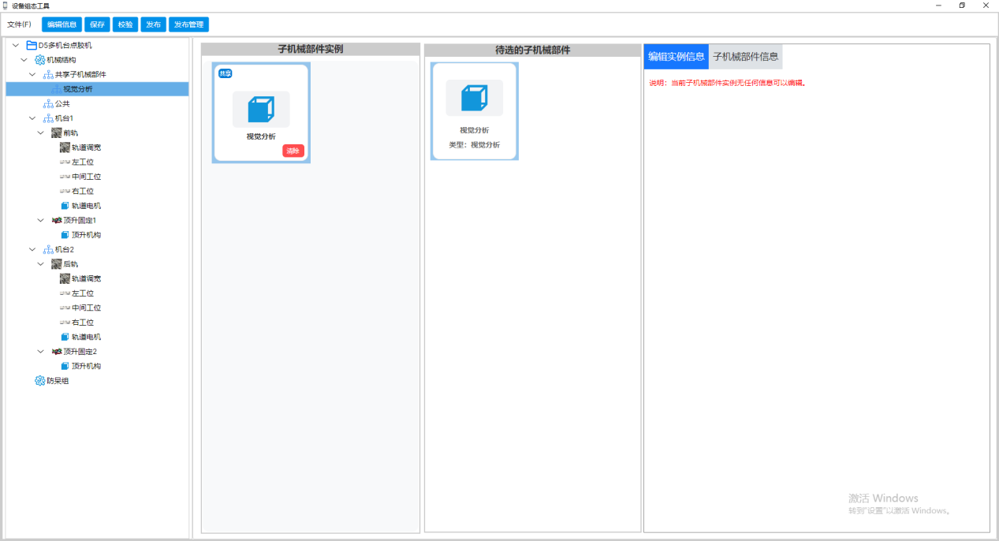 设备组态工具
文件(F) 编辑信息 保存 校验 发布 发布管理
D5多机台点胶机
机械结构
共享子机械部件
视觉分析
公共
机台1
前轨
轨道调宽
左工位
中间工位
右工位
轨道电机
顶升固定1
顶升机构
机台2
后轨
轨道调宽
左工位
中间工位
右工位
轨道电机
顶升固定2
顶升机构
防呆组
子机械部件实例
共享
视觉分析
清除
待选的子机械部件
视觉分析
类型：视觉分析
编辑实例信息 子机械部件信息
说明：当前子机械部件实例无任何信息可以编辑。
激活 Windows
转到"设置"以激活 Windows。